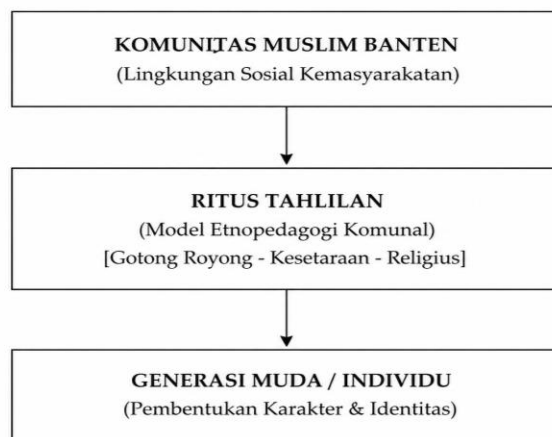 KOMUNITAS MUSLIM BANTEN
(Lingkungan Sosial Kemasyarakatan)
RITUS TAHLILAN
(Model Etnopedagogi Komunal)
[Gotong Royong - Kesetaraan - Religius]
GENERASI MUDA / INDIVIDU
(Pembentukan Karakter & Identitas)